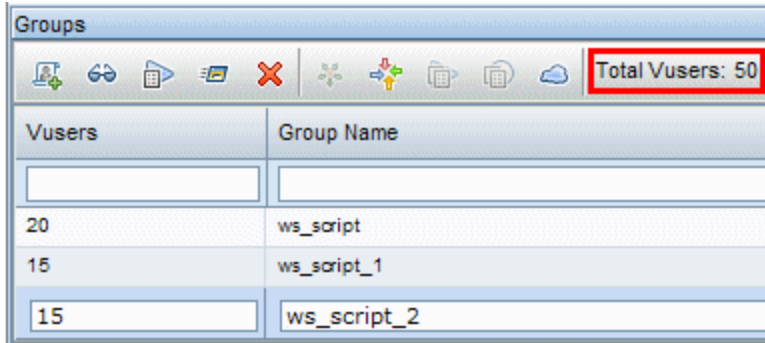 Groups
Total Vusers: 50
Vusers Group Name
20 ws_script
15 ws_script_1
15 ws_script_2